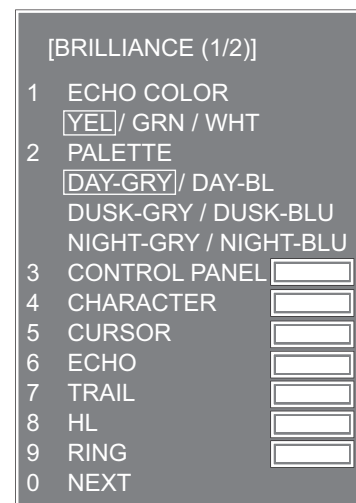 [BRILLIANCE (1/2)]
1 ECHO COLOR
YEL / GRN / WHT
2 PALETTE
DAY-GRY / DAY-BL
DUSK-GRY / DUSK-BLU
NIGHT-GRY / NIGHT-BLU
3 CONTROL PANEL
4 CHARACTER
5 CURSOR
6 ECHO
7 TRAIL
8 HL
9 RING
0 NEXT